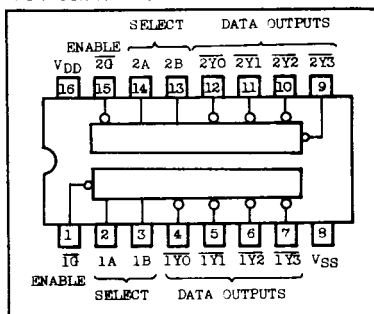 SELECT DATA OUTPUTS
ENABLE
VDD 2G 2A 2B 2Y0 2Y1 2Y2 2Y3
16 15 14 13 12 11 10 9
1 2 3 4 5 6 7 8
1G 1A 1B 1Y0 1Y1 1Y2 1Y3 VSS
ENABLE
SELECT DATA OUTPUTS